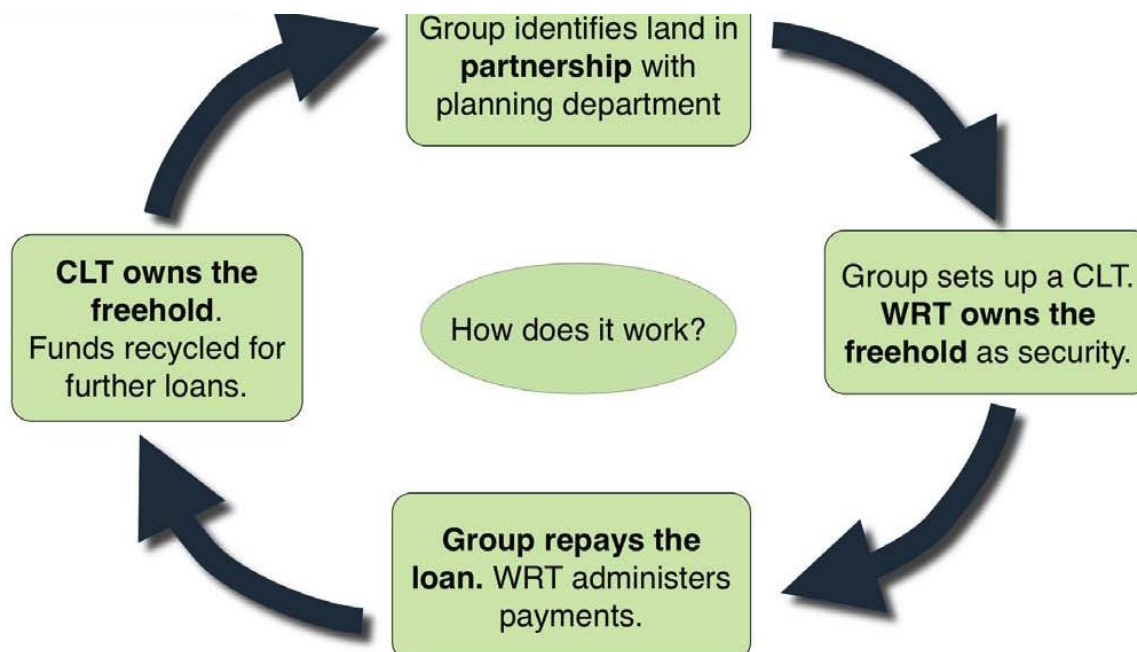 Group identifies land in
partnership with
planning department
Group sets up a CLT.
WRT owns the
freehold as security.
How does it work?
Group repays the
loan. WRT administers
payments.
CLT owns the
freehold.
Funds recycled for
further loans.